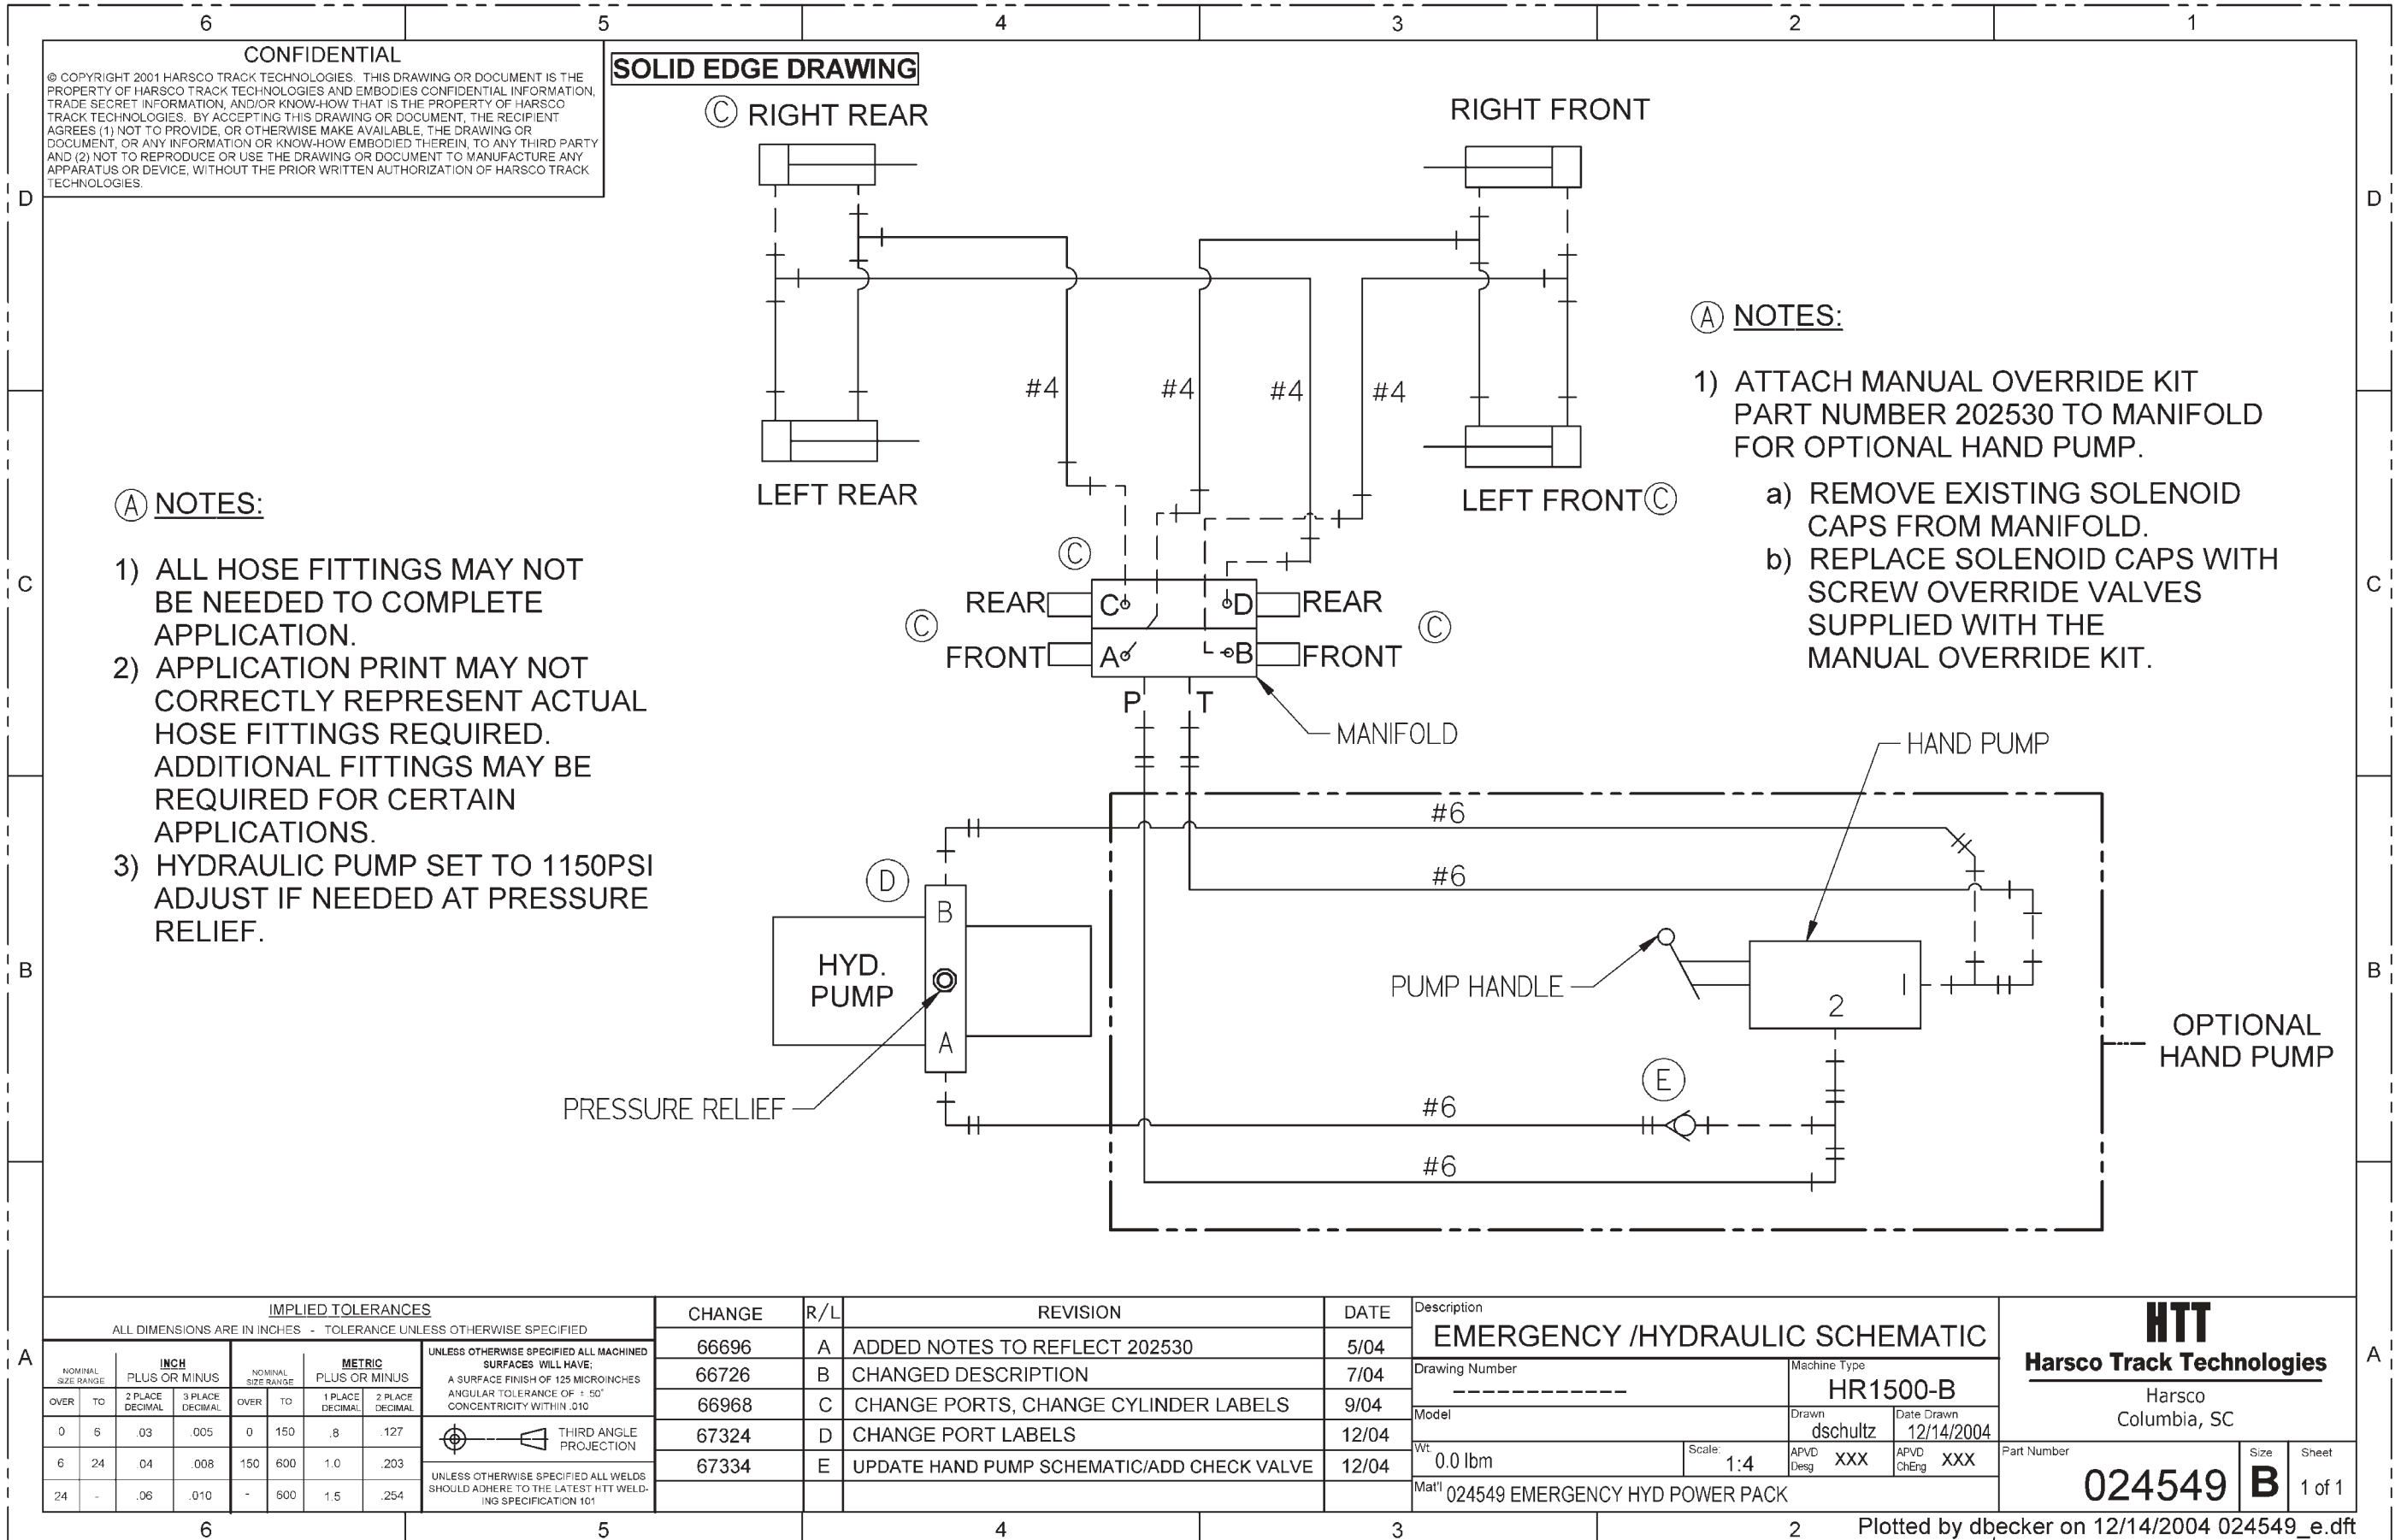 6 5 4 3 2 1
CONFIDENTIAL
© COPYRIGHT 2001 HARSCO TRACK TECHNOLOGIES. THIS DRAWING OR DOCUMENT IS THE
PROPERTY OF HARSCO TRACK TECHNOLOGIES AND EMBODIES CONFIDENTIAL INFORMATION,
TRADE SECRET INFORMATION, AND/OR KNOW-HOW THAT IS THE PROPERTY OF HARSCO
TRACK TECHNOLOGIES. BY ACCEPTING THIS DRAWING OR DOCUMENT, THE RECIPIENT
AGREES (1) NOT TO PROVIDE, OR OTHERWISE MAKE AVAILABLE, THE DRAWING OR
DOCUMENT, OR ANY INFORMATION OR KNOW-HOW EMBODIED THEREIN, TO ANY THIRD PARTY
AND (2) NOT TO REPRODUCE OR USE THE DRAWING OR DOCUMENT TO MANUFACTURE ANY
APPARATUS OR DEVICE, WITHOUT THE PRIOR WRITTEN AUTHORIZATION OF HARSCO TRACK
TECHNOLOGIES.
SOLID EDGE DRAWING
D D
C RIGHT REAR
RIGHT FRONT
#4 #4 #4 #4
LEFT REAR
LEFT FRONT C
A NOTES:
1) ATTACH MANUAL OVERRIDE KIT
PART NUMBER 202530 TO MANIFOLD
FOR OPTIONAL HAND PUMP.
a) REMOVE EXISTING SOLENOID
CAPS FROM MANIFOLD.
b) REPLACE SOLENOID CAPS WITH
SCREW OVERRIDE VALVES
SUPPLIED WITH THE
MANUAL OVERRIDE KIT.
A NOTES:
1) ALL HOSE FITTINGS MAY NOT
BE NEEDED TO COMPLETE
APPLICATION.
2) APPLICATION PRINT MAY NOT
CORRECTLY REPRESENT ACTUAL
HOSE FITTINGS REQUIRED.
ADDITIONAL FITTINGS MAY BE
REQUIRED FOR CERTAIN
APPLICATIONS.
3) HYDRAULIC PUMP SET TO 1150PSI
ADJUST IF NEEDED AT PRESSURE
RELIEF.
C C
C
REAR C D REAR
C C
FRONT A B FRONT
P T
MANIFOLD
HAND PUMP
#6
#6
D
B
HYD.
PUMP
A
PRESSURE RELIEF
PUMP HANDLE
1
2
E
#6
#6
OPTIONAL
HAND PUMP
B B
A A
IMPLIED TOLERANCES
ALL DIMENSIONS ARE IN INCHES - TOLERANCE UNLESS OTHERWISE SPECIFIED
NOMINAL SIZE RANGE INCH PLUS OR MINUS NOMINAL SIZE RANGE METRIC PLUS OR MINUS
OVER TO 2 PLACE DECIMAL 3 PLACE DECIMAL OVER TO 1 PLACE DECIMAL 2 PLACE DECIMAL
0 6 .03 .005 0 150 .8 .127
6 24 .04 .008 150 600 1.0 .203
24 - .06 .010 - 600 1.5 .254
UNLESS OTHERWISE SPECIFIED ALL MACHINED
SURFACES WILL HAVE;
A SURFACE FINISH OF 125 MICROINCHES
ANGULAR TOLERANCE OF ± 50'
CONCENTRICITY WITHIN .010
THIRD ANGLE
PROJECTION
UNLESS OTHERWISE SPECIFIED ALL WELDS
SHOULD ADHERE TO THE LATEST HTT WELD-
ING SPECIFICATION 101
CHANGE R/L REVISION DATE
66696 A ADDED NOTES TO REFLECT 202530 5/04
66726 B CHANGED DESCRIPTION 7/04
66968 C CHANGE PORTS, CHANGE CYLINDER LABELS 9/04
67324 D CHANGE PORT LABELS 12/04
67334 E UPDATE HAND PUMP SCHEMATIC/ADD CHECK VALVE 12/04
Description
EMERGENCY /HYDRAULIC SCHEMATIC
Drawing Number
------------
Machine Type
HR1500-B
Model
Drawn
dschultz
Date Drawn
12/14/2004
Wt. 0.0 lbm
Scale: 1:4
APVD Desg XXX
APVD ChEng XXX
Mat'l 024549 EMERGENCY HYD POWER PACK
HTT
Harsco Track Technologies
Harsco
Columbia, SC
Part Number
024549
Size
B
Sheet
1 of 1
6 5 4 3 2
Plotted by dbecker on 12/14/2004 024549_e.dft